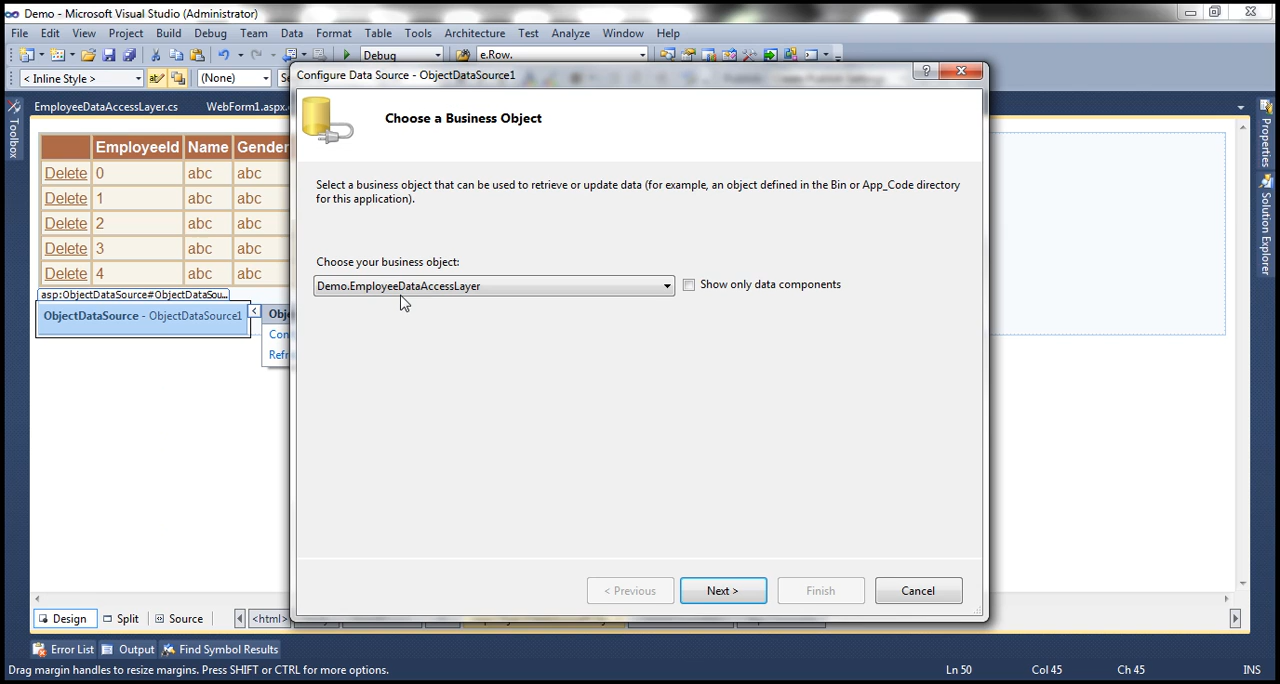 Demo - Microsoft Visual Studio (Administrator)
File Edit View Project Build Debug Team Data Format Table Tools Architecture Test Analyze Window Help
Debug e.Row.
< Inline Style > (None)
Configure Data Source - ObjectDataSource1
EmployeeDataAccessLayer.cs WebForm1.aspx.
Toolbox
Properties
Solution Explorer
Choose a Business Object
EmployeeId Name Gender
Delete 0 abc abc
Delete 1 abc abc
Delete 2 abc abc
Delete 3 abc abc
Delete 4 abc abc
asp:ObjectDataSource#ObjectDataSou...
ObjectDataSource - ObjectDataSource1
Obje
Con
Refr
Select a business object that can be used to retrieve or update data (for example, an object defined in the Bin or App_Code directory
for this application).
Choose your business object:
Demo.EmployeeDataAccessLayer Show only data components
< Previous Next > Finish Cancel
Design Split Source <html>
Error List Output Find Symbol Results
Drag margin handles to resize margins. Press SHIFT or CTRL for more options. Ln 50 Col 45 Ch 45 INS